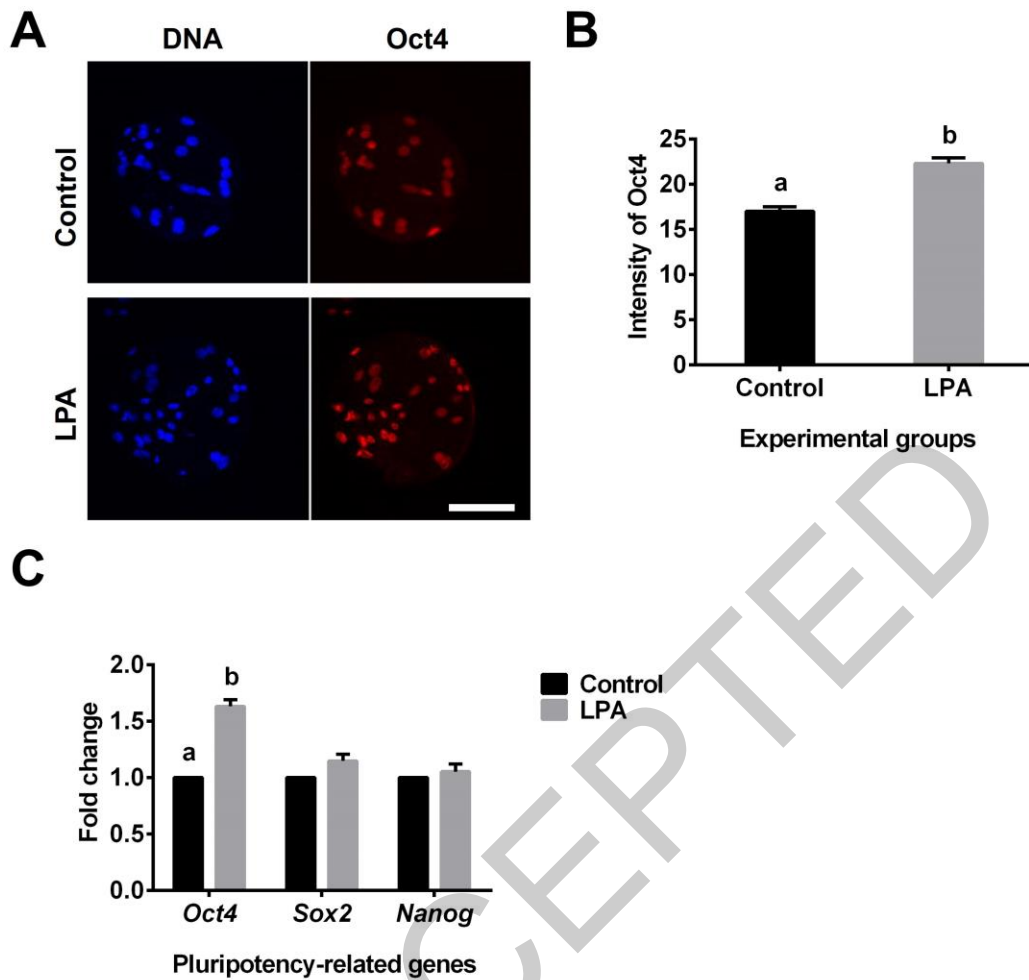 A
DNA
Oct4
Control
LPA
B
25
20
15
10
5
0
Intensity of Oct4
a
b
Control
LPA
Experimental groups
C
2.0
1.5
1.0
0.5
0.0
Fold change
a
b
Control
LPA
Oct4
Sox2
Nanog
Pluripotency-related genes
CEPTED